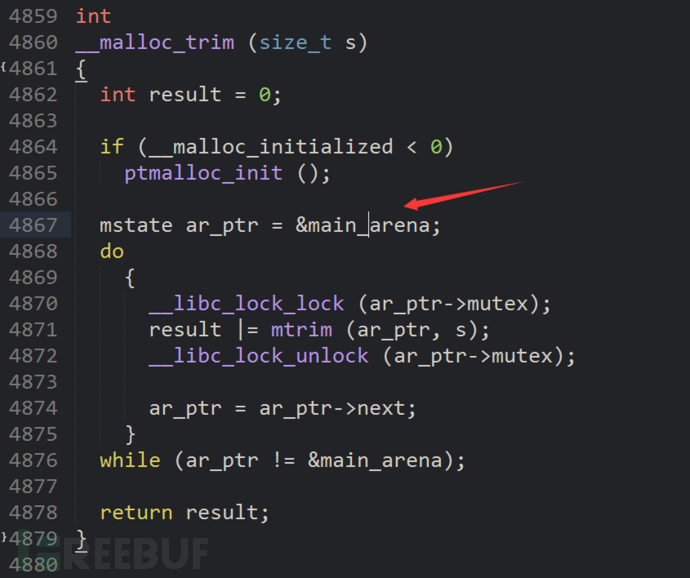 4859 int
4860 __malloc_trim (size_t s)
4861 {
4862   int result = 0;
4863
4864   if (__malloc_initialized < 0)
4865     ptmalloc_init ();
4866
4867   mstate ar_ptr = &main_arena;
4868   do
4869     {
4870       __libc_lock_lock (ar_ptr->mutex);
4871       result |= mtrim (ar_ptr, s);
4872       __libc_lock_unlock (ar_ptr->mutex);
4873
4874       ar_ptr = ar_ptr->next;
4875     }
4876   while (ar_ptr != &main_arena);
4877
4878   return result;
4879 }
4880
FREEBUF